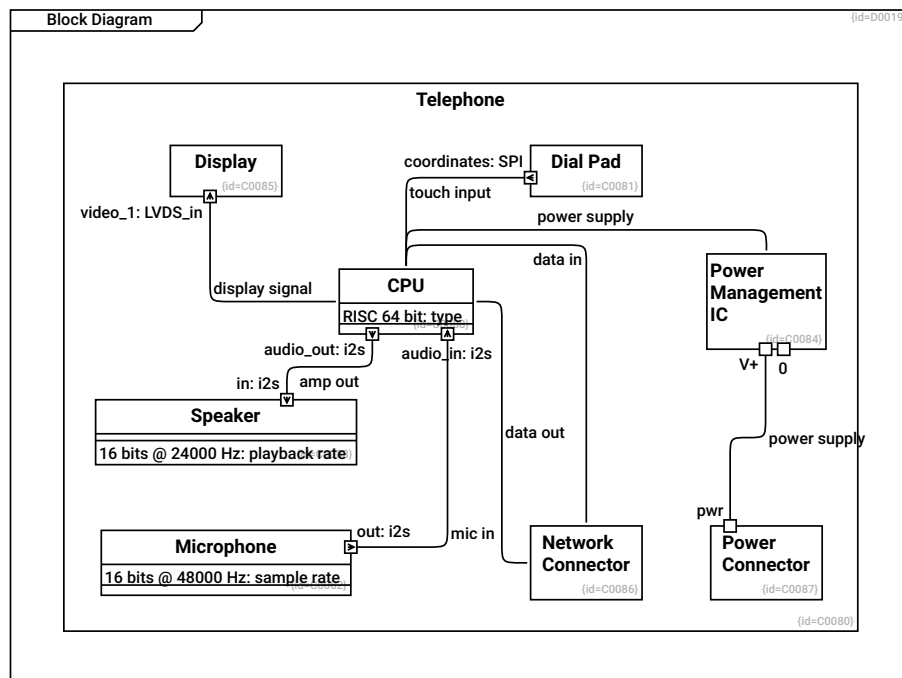 Block Diagram
{id=D0019
Telephone
Display
{id=C0085}
coordinates: SPI
Dial Pad
{id=C0081}
touch input
video_1: LVDS_in
power supply
data in
display signal
CPU
RISC 64 bit: type
Power
Management
IC
{id=C0084}
audio_out: i2s
audio_in: i2s
V+
0
in: i2s
amp out
Speaker
16 bits @ 24000 Hz: playback rate
data out
power supply
pwr
out: i2s
mic in
Microphone
16 bits @ 48000 Hz: sample rate
Network
Connector
{id=C0086}
Power
Connector
{id=C0087}
{id=C0080}